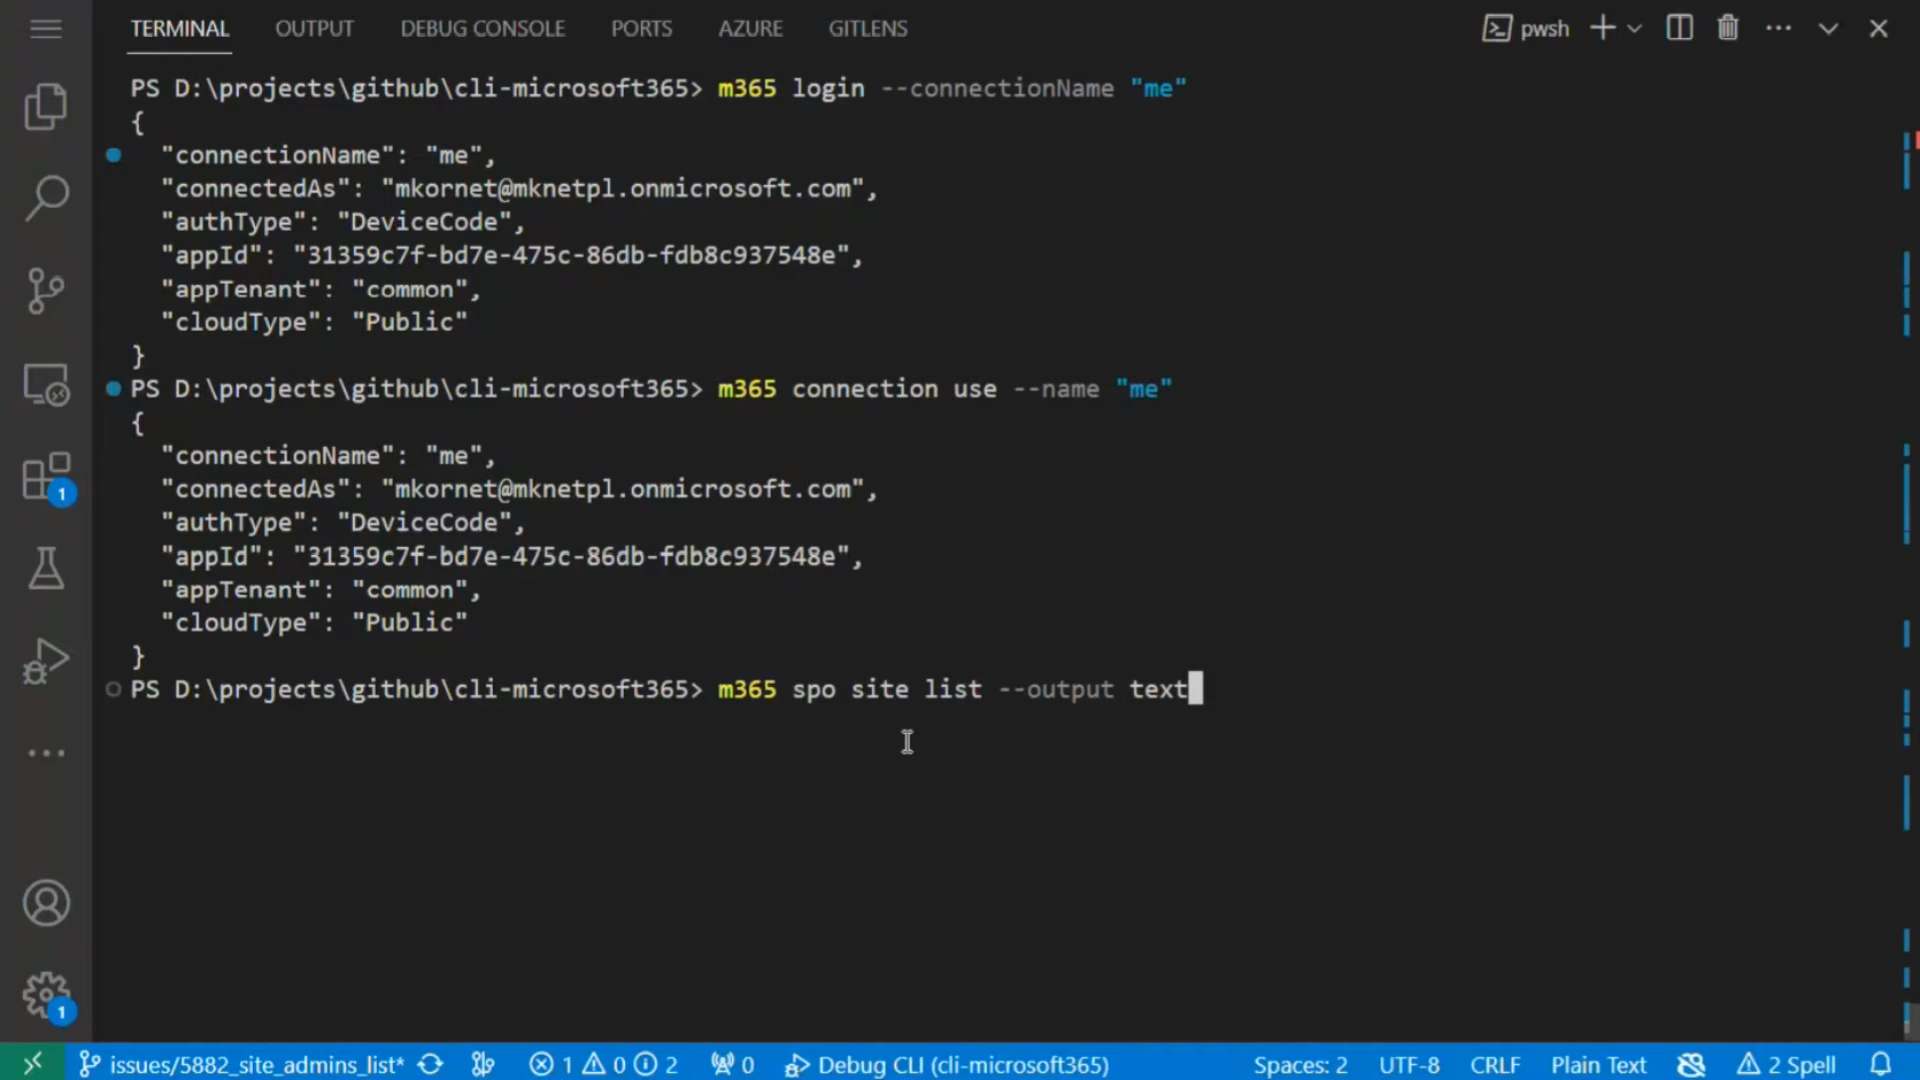 TERMINAL OUTPUT DEBUG CONSOLE PORTS AZURE GITLENS pwsh
PS D:\projects\github\cli-microsoft365> m365 login --connectionName "me"
{
"connectionName": "me",
"connectedAs": "mkornet@mknetpl.onmicrosoft.com",
"authType": "DeviceCode",
"appId": "31359c7f-bd7e-475c-86db-fdb8c937548e",
"appTenant": "common",
"cloudType": "Public"
}
PS D:\projects\github\cli-microsoft365> m365 connection use --name "me"
{
"connectionName": "me",
"connectedAs": "mkornet@mknetpl.onmicrosoft.com",
"authType": "DeviceCode",
"appId": "31359c7f-bd7e-475c-86db-fdb8c937548e",
"appTenant": "common",
"cloudType": "Public"
}
PS D:\projects\github\cli-microsoft365> m365 spo site list --output text
1
1
issues/5882_site_admins_list* 1 0 2 0 Debug CLI (cli-microsoft365) Spaces: 2 UTF-8 CRLF Plain Text 2 Spell